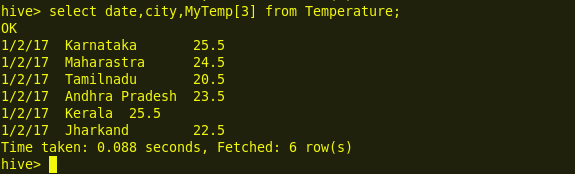 hive> select date,city,MyTemp[3] from Temperature;
OK
1/2/17  Karnataka       25.5
1/2/17  Maharastra      24.5
1/2/17  Tamilnadu       20.5
1/2/17  Andhra Pradesh  23.5
1/2/17  Kerala  25.5
1/2/17  Jharkand        22.5
Time taken: 0.088 seconds, Fetched: 6 row(s)
hive>